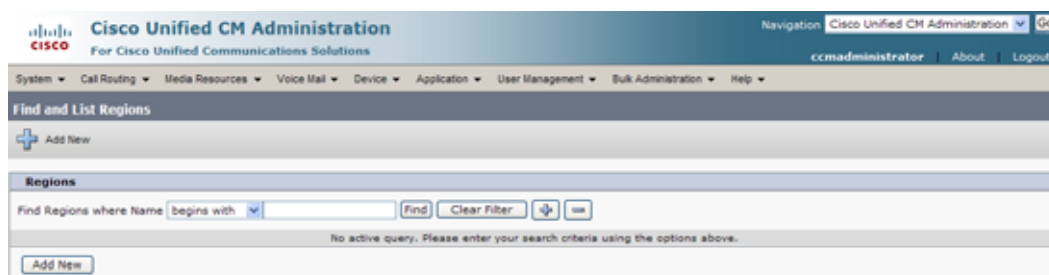 cisco
Cisco Unified CM Administration
For Cisco Unified Communications Solutions
Navigation Cisco Unified CM Administration Go
ccmadministrator | About | Logout
System Call Routing Media Resources Voice Mail Device Application User Management Bulk Administration Help
Find and List Regions
Add New
Regions
Find Regions where Name begins with Find Clear Filter
No active query. Please enter your search criteria using the options above.
Add New